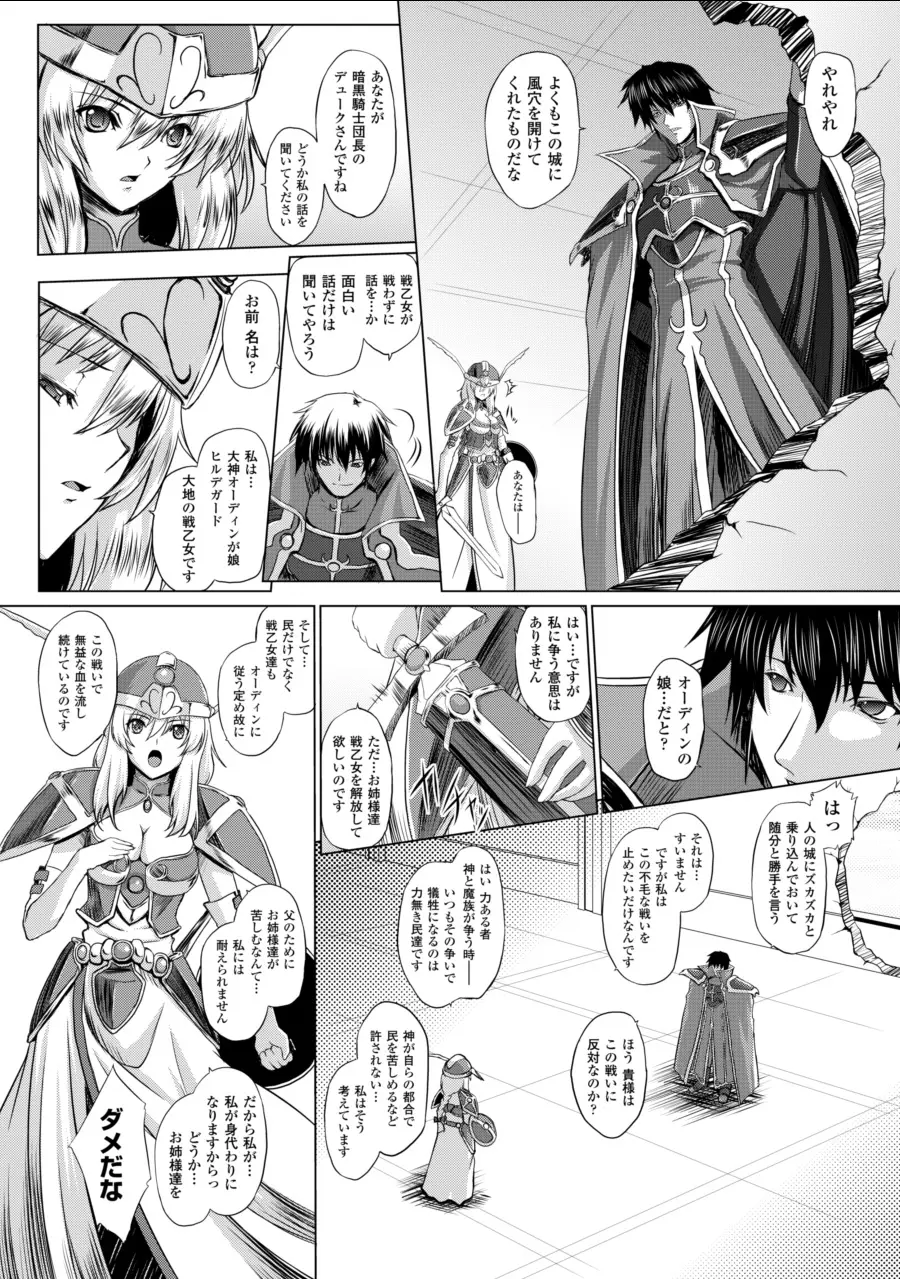 やれやれ
よくもこの城に
風穴を開けて
くれたものだな
あなたは──
あなたが
暗黒騎士団長の
デュークさんですね
どうか私の話を
聞いてください
戦乙女が
戦わずに
話を…か
面白い
話だけは
聞いてやろう
お前 名は?
私は…
大神オーディンが娘
ヒルデガード
大地の戦乙女です
オーディンの
娘…だと?
はい…ですが
私に争う意思は
ありません
ただ…お姉様達
戦乙女を解放して
欲しいのです
はっ
人の城にズカズカと
乗り込んでおいて
随分と勝手を言う
それは…
すいません
ですが私は
この不毛な戦いを
止めたいだけなんです
ほう 貴様は
この戦いに
反対なのか?
はい 力ある者
神と魔族が争う時──
いつもその争いで
犠牲になるのは
力無き民達です
神が自らの都合で
民を苦しめるなど
許されない…
私はそう
考えています
そして…
民だけでなく
戦乙女達も
オーディンに
従う定め故に
この戦いで
無益な血を流し
続けているのです
父のために
お姉様達が
苦しむなんて…
私には
耐えられません
だから私が…
私が身代わりに
なりますからっ
どうか…
お姉様達を
ダメだな